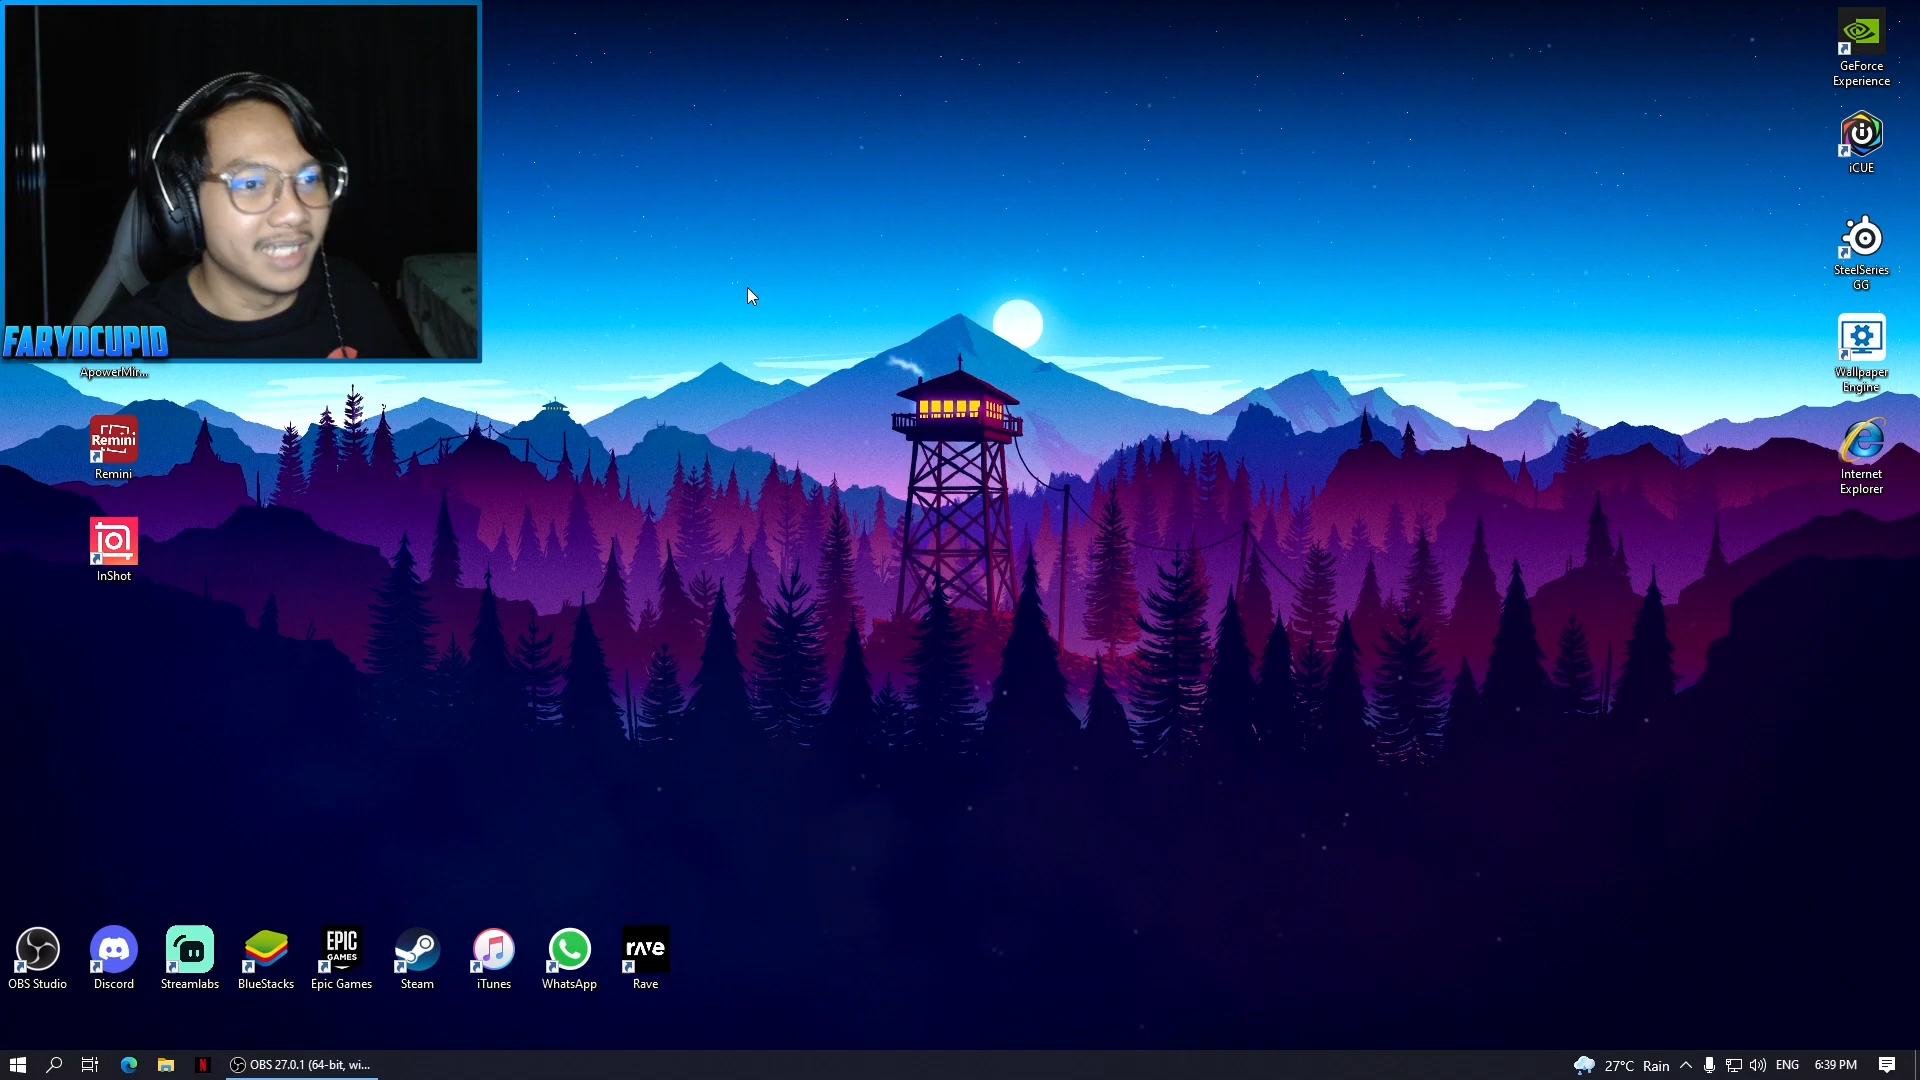 FARYDCUPID
ApowerMir...
Remini
Remini
InShot
GeForce
Experience
iCUE
SteelSeries
GG
Wallpaper
Engine
Internet
Explorer
OBS Studio
Discord
Streamlabs
BlueStacks
EPIC
GAMES
Epic Games
Steam
iTunes
WhatsApp
rave
Rave
N
OBS 27.0.1 (64-bit, wi...
27°C Rain
ENG
6:39 PM